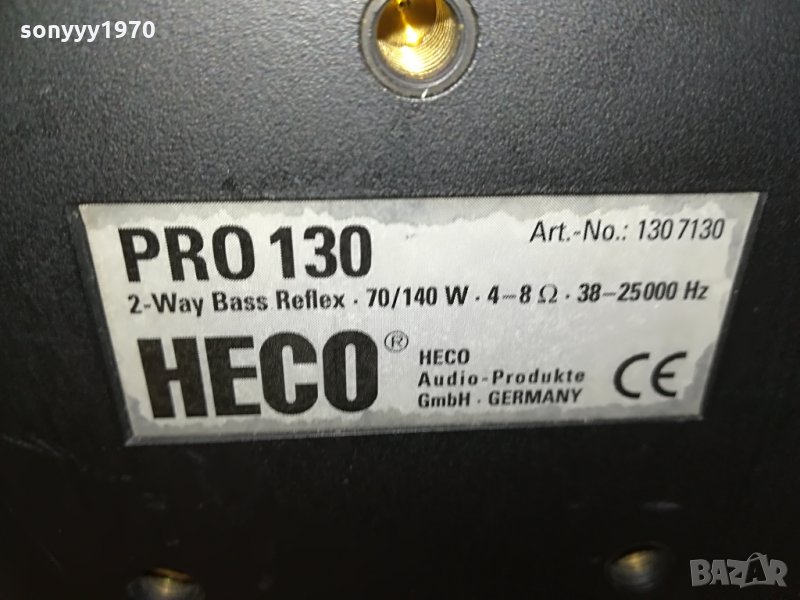 sonyyy1970
PRO 130
Art.-No.: 130 7130
2-Way Bass Reflex · 70/140 W · 4–8 Ω · 38–25000 Hz
HECO®
HECO
Audio-Produkte
GmbH · GERMANY
CE
BAZAR